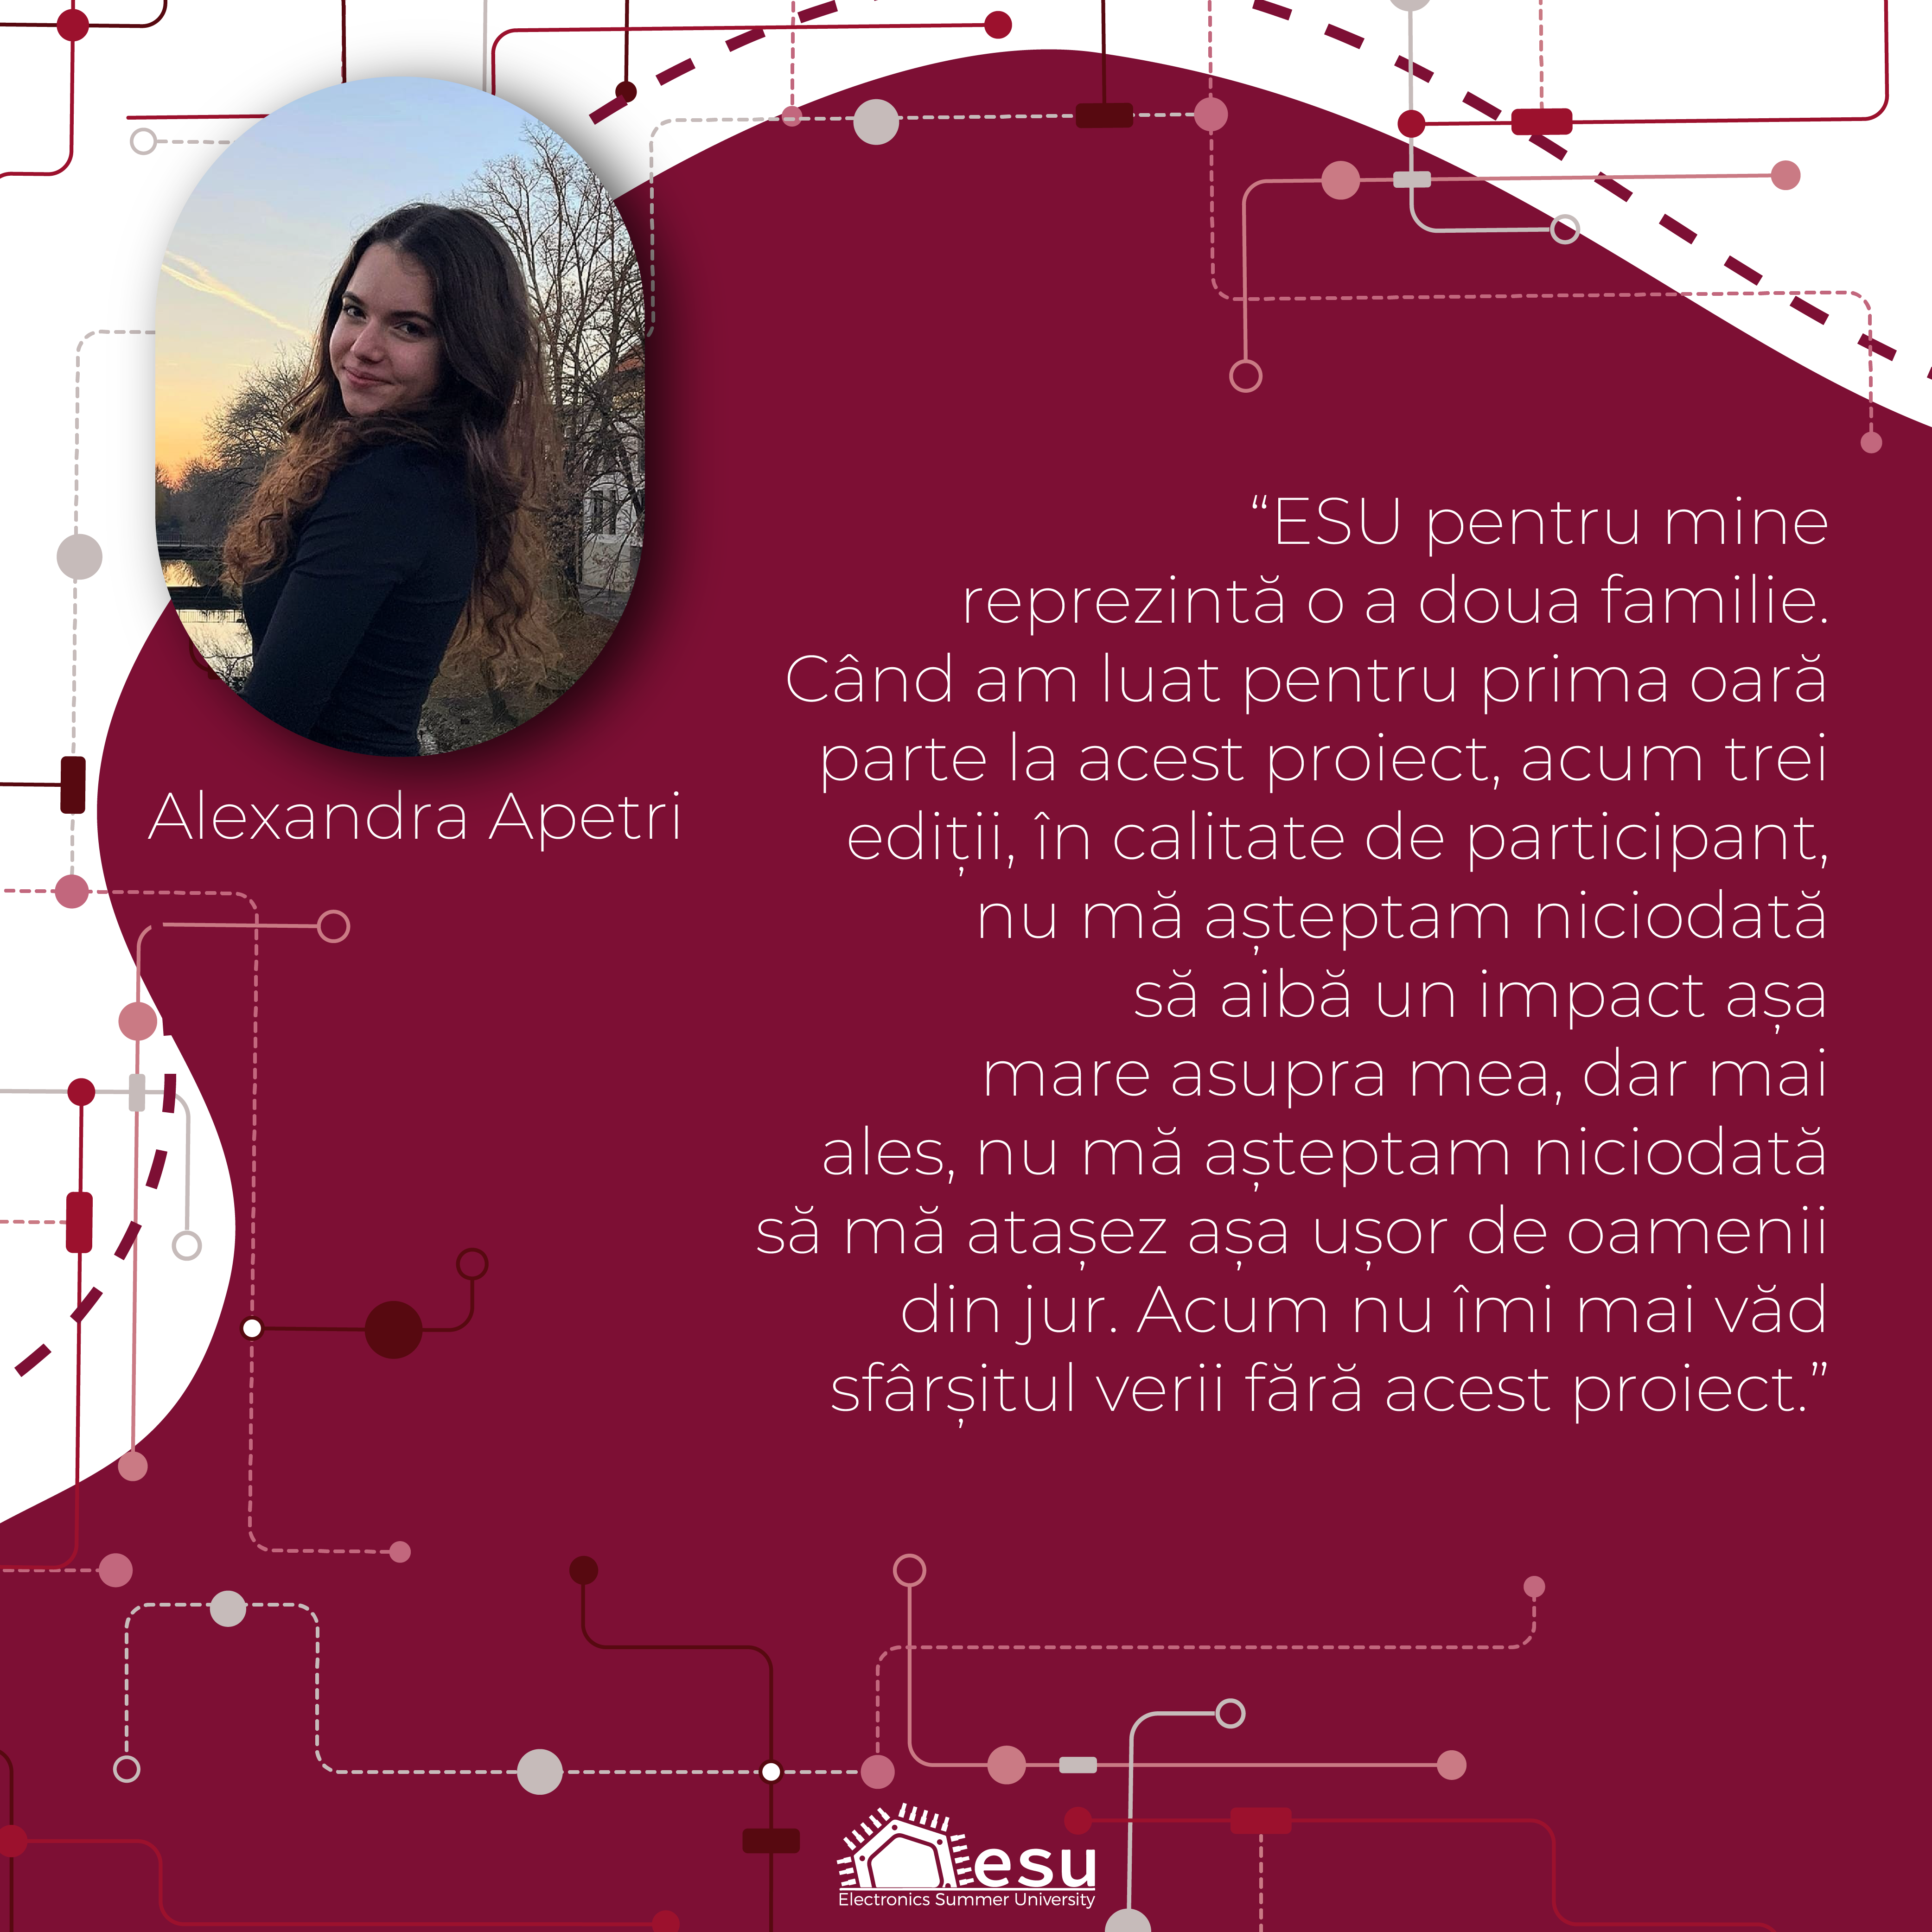 Alexandra Apetri
“ESU pentru mine
reprezintă o a doua familie.
Când am luat pentru prima oară
parte la acest proiect, acum trei
ediții, în calitate de participant,
nu mă așteptam niciodată
să aibă un impact așa
mare asupra mea, dar mai
ales, nu mă așteptam niciodată
să mă atașez așa ușor de oamenii
din jur. Acum nu îmi mai văd
sfârșitul verii fără acest proiect.”
esu
Electronics Summer University